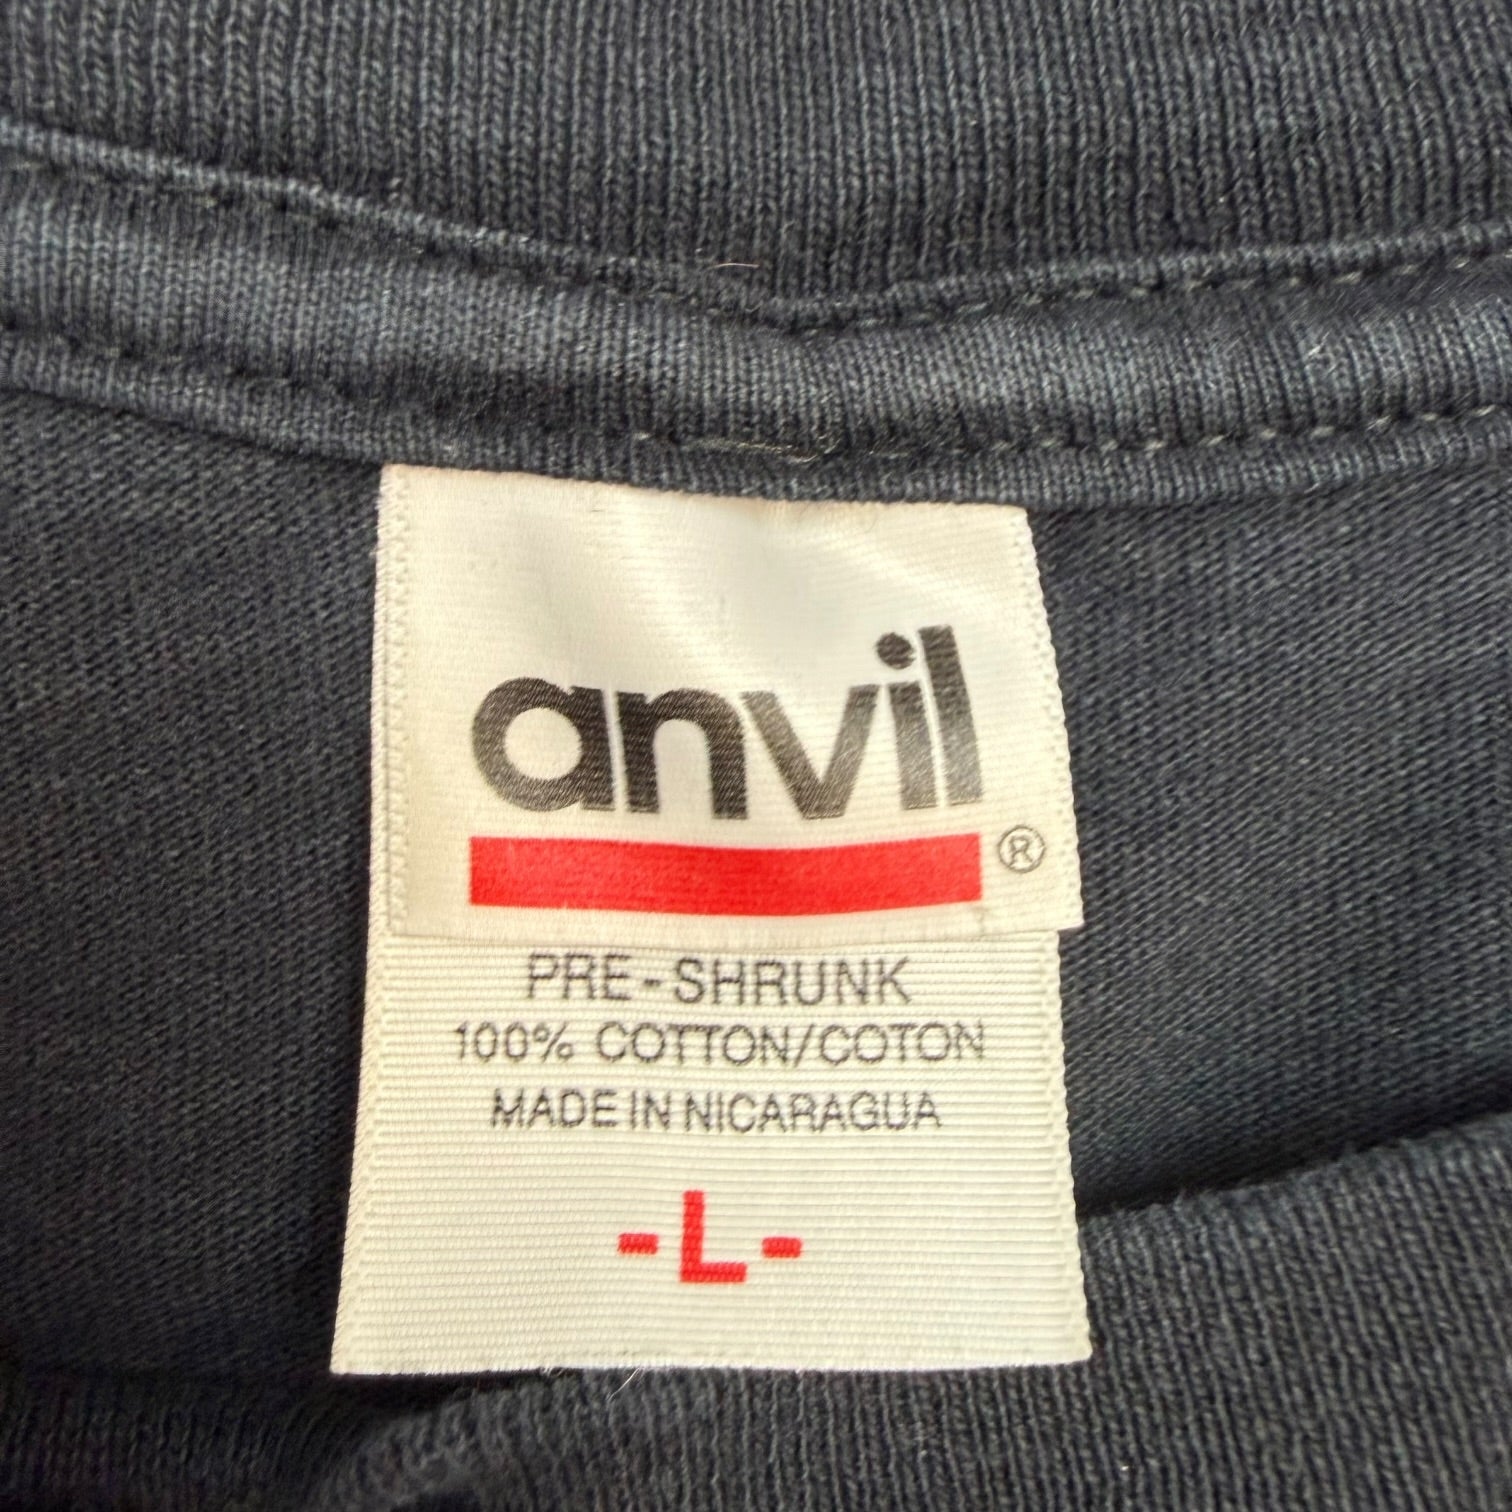 anvil
®
PRE-SHRUNK
100% COTTON/COTON
MADE IN NICARAGUA
-L-